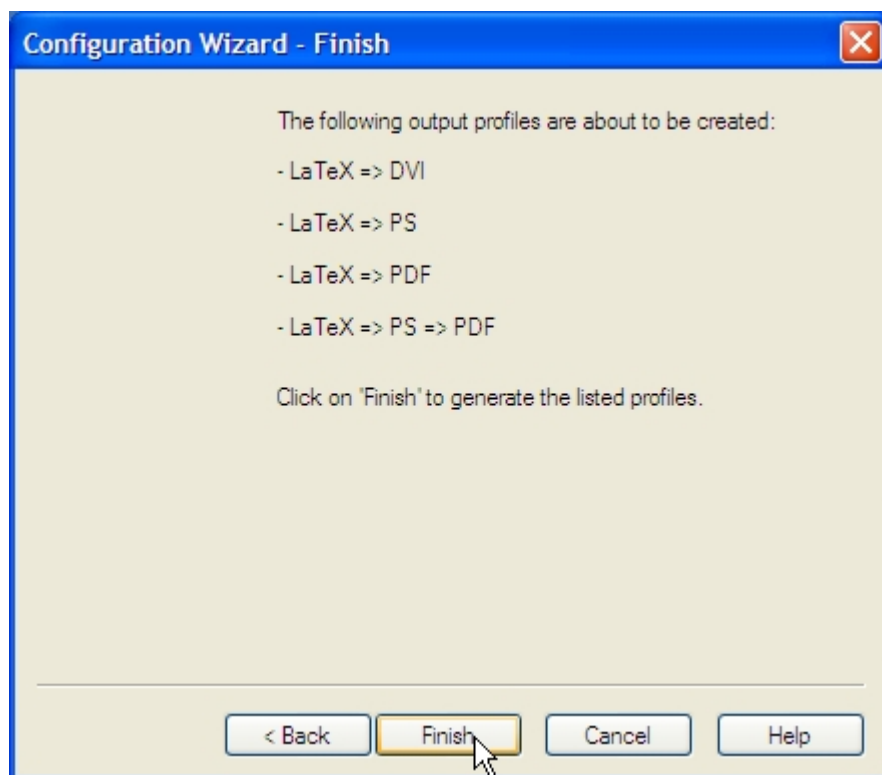 Configuration Wizard - Finish
The following output profiles are about to be created:
- LaTeX => DVI
- LaTeX => PS
- LaTeX => PDF
- LaTeX => PS => PDF
Click on 'Finish' to generate the listed profiles.
< Back
Finish
Cancel
Help